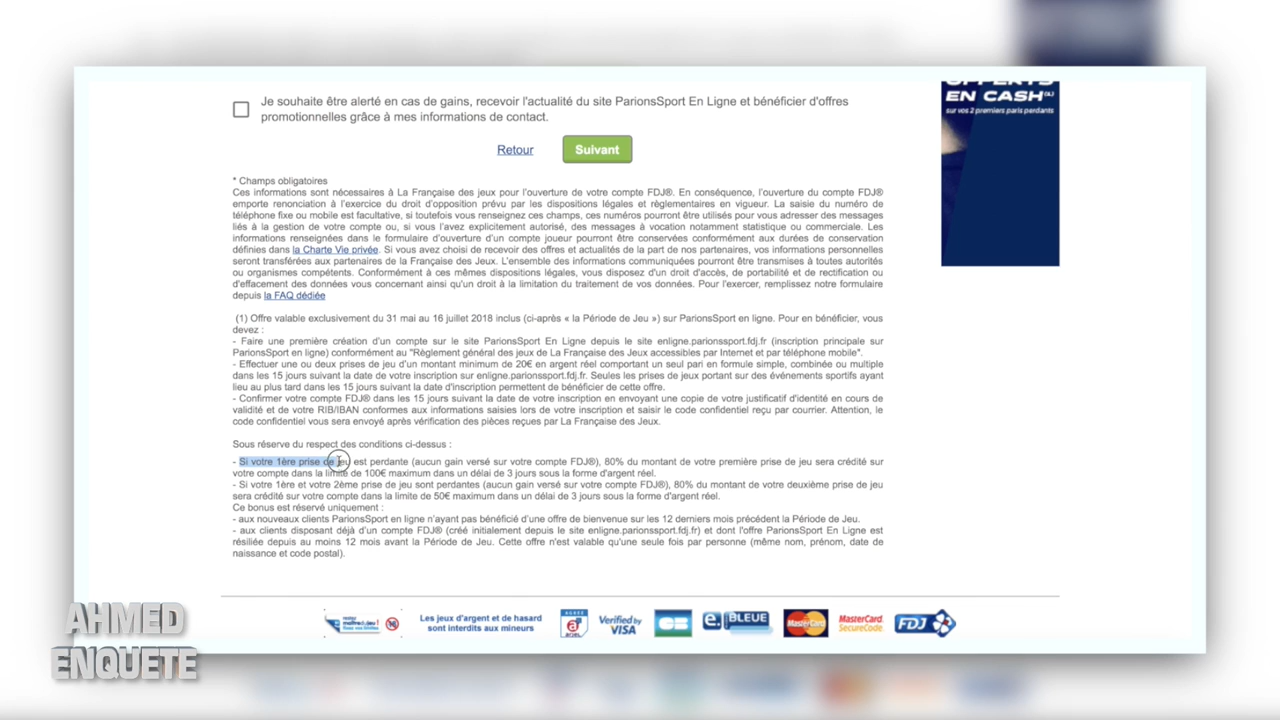 OFFERTS
EN CASH(1)
sur vos 2 premiers paris perdants
Je souhaite être alerté en cas de gains, recevoir l'actualité du site ParionsSport En Ligne et bénéficier d'offres
promotionnelles grâce à mes informations de contact.
Retour
Suivant
* Champs obligatoires
Ces informations sont nécessaires à La Française des jeux pour l'ouverture de votre compte FDJ®. En conséquence, l'ouverture du compte FDJ®
emporte renonciation à l'exercice du droit d'opposition prévu par les dispositions légales et règlementaires en vigueur. La saisie du numéro de
téléphone fixe ou mobile est facultative, si toutefois vous renseignez ces champs, ces numéros pourront être utilisés pour vous adresser des messages
liés à la gestion de votre compte ou, si vous l'avez explicitement autorisé, des messages à vocation notamment statistique ou commerciale. Les
informations renseignées dans le formulaire d'ouverture d'un compte joueur pourront être conservées conformément aux durées de conservation
définies dans la Charte Vie privée. Si vous avez choisi de recevoir des offres et actualités de la part de nos partenaires, vos informations personnelles
seront transférées aux partenaires de la Française des Jeux. L'ensemble des informations communiquées pourront être transmises à toutes autorités
ou organismes compétents. Conformément à ces mêmes dispositions légales, vous disposez d'un droit d'accès, de portabilité et de rectification ou
d'effacement des données vous concernant ainsi qu'un droit à la limitation du traitement de vos données. Pour l'exercer, remplissez notre formulaire
depuis la FAQ dédiée
(1) Offre valable exclusivement du 31 mai au 16 juillet 2018 inclus (ci-après « la Période de Jeu ») sur ParionsSport en ligne. Pour en bénéficier, vous
devez :
- Faire une première création d'un compte sur le site ParionsSport En Ligne depuis le site enligne.parionssport.fdj.fr (inscription principale sur
ParionsSport en ligne) conformément au "Règlement général des jeux de La Française des Jeux accessibles par Internet et par téléphone mobile".
- Effectuer une ou deux prises de jeu d'un montant minimum de 20€ en argent réel comportant un seul pari en formule simple, combinée ou multiple
dans les 15 jours suivant la date de votre inscription sur enligne.parionssport.fdj.fr. Seules les prises de jeux portant sur des événements sportifs ayant
lieu au plus tard dans les 15 jours suivant la date d'inscription permettent de bénéficier de cette offre.
- Confirmer votre compte FDJ® dans les 15 jours suivant la date de votre inscription en envoyant une copie de votre justificatif d'identité en cours de
validité et de votre RIB/IBAN conformes aux informations saisies lors de votre inscription et saisir le code confidentiel reçu par courrier. Attention, le
code confidentiel vous sera envoyé après vérification des pièces reçues par La Française des Jeux.
Sous réserve du respect des conditions ci-dessus :
- Si votre 1ère prise de jeu est perdante (aucun gain versé sur votre compte FDJ®), 80% du montant de votre première prise de jeu sera crédité sur
votre compte dans la limite de 100€ maximum dans un délai de 3 jours sous la forme d'argent réel.
- Si votre 1ère et votre 2ème prise de jeu sont perdantes (aucun gain versé sur votre compte FDJ®), 80% du montant de votre deuxième prise de jeu
sera crédité sur votre compte dans la limite de 50€ maximum dans un délai de 3 jours sous la forme d'argent réel.
Ce bonus est réservé uniquement :
- aux nouveaux clients ParionsSport en ligne n'ayant pas bénéficié d'une offre de bienvenue sur les 12 derniers mois précédent la Période de Jeu.
- aux clients disposant déjà d'un compte FDJ® (créé initialement depuis le site enligne.parionssport.fdj.fr) et dont l'offre ParionsSport En Ligne est
résiliée depuis au moins 12 mois avant la Période de Jeu. Cette offre n'est valable qu'une seule fois par personne (même nom, prénom, date de
naissance et code postal).
Les jeux d'argent et de hasard
sont interdits aux mineurs
Verified by
VISA
CB
e. BLEUE
MasterCard
MasterCard
SecureCode
FDJ
AHMED
ENQUETE